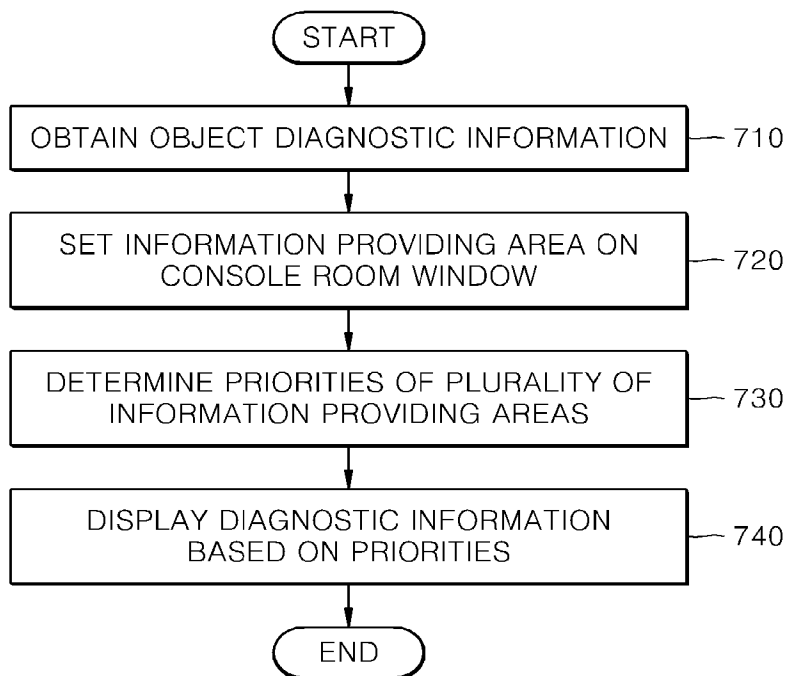 START
OBTAIN OBJECT DIAGNOSTIC INFORMATION
710
SET INFORMATION PROVIDING AREA ON
CONSOLE ROOM WINDOW
720
DETERMINE PRIORITIES OF PLURALITY OF
INFORMATION PROVIDING AREAS
730
DISPLAY DIAGNOSTIC INFORMATION
BASED ON PRIORITIES
740
END